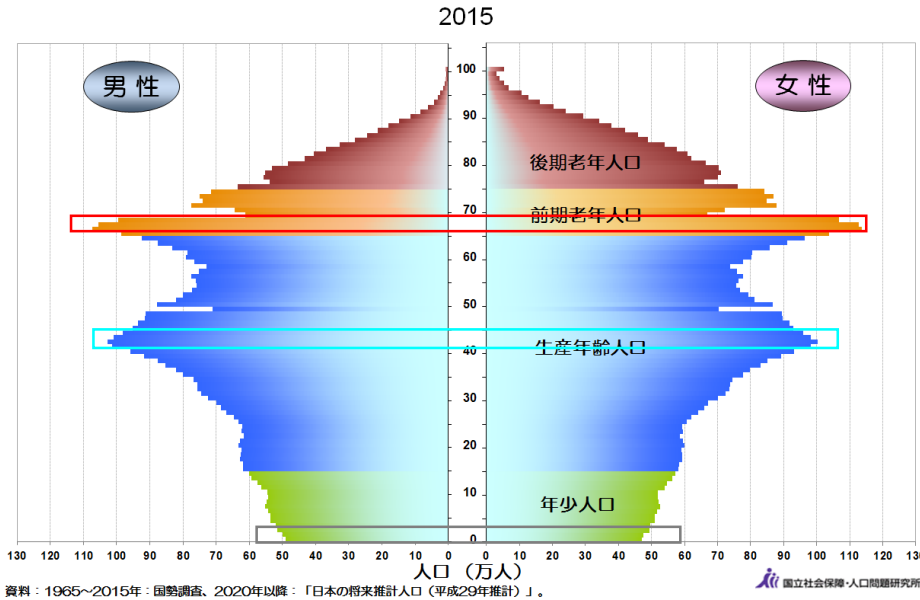 2015
男 性
女 性
100
90
80
70
60
50
40
30
20
10
0
後期老年人口
前期老年人口
生産年齢人口
年少人口
130 120 110 100 90 80 70 60 50 40 30 20 10 0 0 10 20 30 40 50 60 70 80 90 100 110 120 130
人口 (万人)
資料:1965~2015年:国勢調査、2020年以降:「日本の将来推計人口(平成29年推計)」。
国立社会保障・人口問題研究所